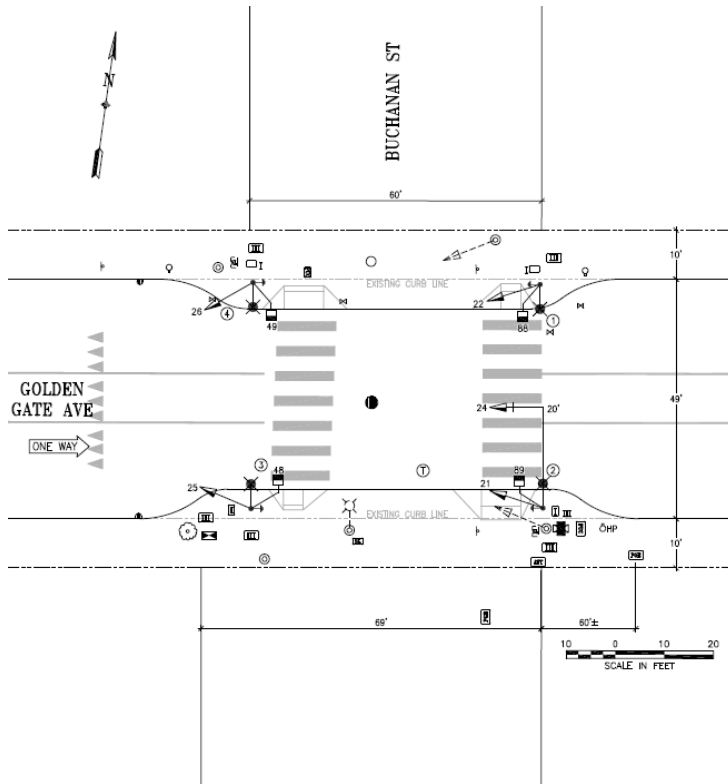 N
BUCHANAN ST
60'
10'
EXISTING CURB LINE
22
26
4
49
88
1
GOLDEN
GATE AVE
24
20'
49'
ONE WAY
3
48
T
89
2
25
21
EXISTING CURB LINE
HP
10'
69'
60'±
10 0 10 20
SCALE IN FEET